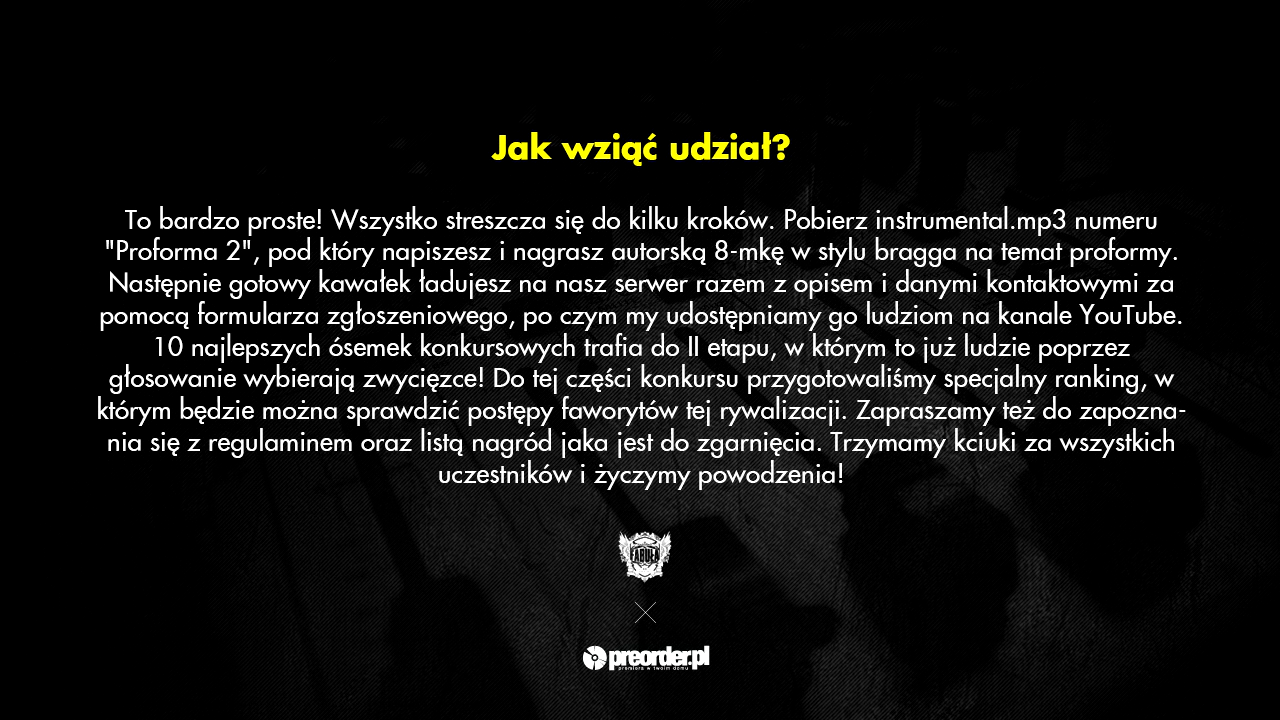 Jak wziąć udział?
To bardzo proste! Wszystko streszcza się do kilku kroków. Pobierz instrumental.mp3 numeru
"Proforma 2", pod który napiszesz i nagrasz autorską 8-mkę w stylu bragga na temat proformy.
Następnie gotowy kawałek ładujesz na nasz serwer razem z opisem i danymi kontaktowymi za
pomocą formularza zgłoszeniowego, po czym my udostępniamy go ludziom na kanale YouTube.
10 najlepszych ósemek konkursowych trafia do II etapu, w którym to już ludzie poprzez
głosowanie wybierają zwycięzce! Do tej części konkursu przygotowaliśmy specjalny ranking, w
którym będzie można sprawdzić postępy faworytów tej rywalizacji. Zapraszamy też do zapozna-
nia się z regulaminem oraz listą nagród jaka jest do zgarnięcia. Trzymamy kciuki za wszystkich
uczestników i życzymy powodzenia!
FABUŁA
preorder.pl
premiera w twoim domu